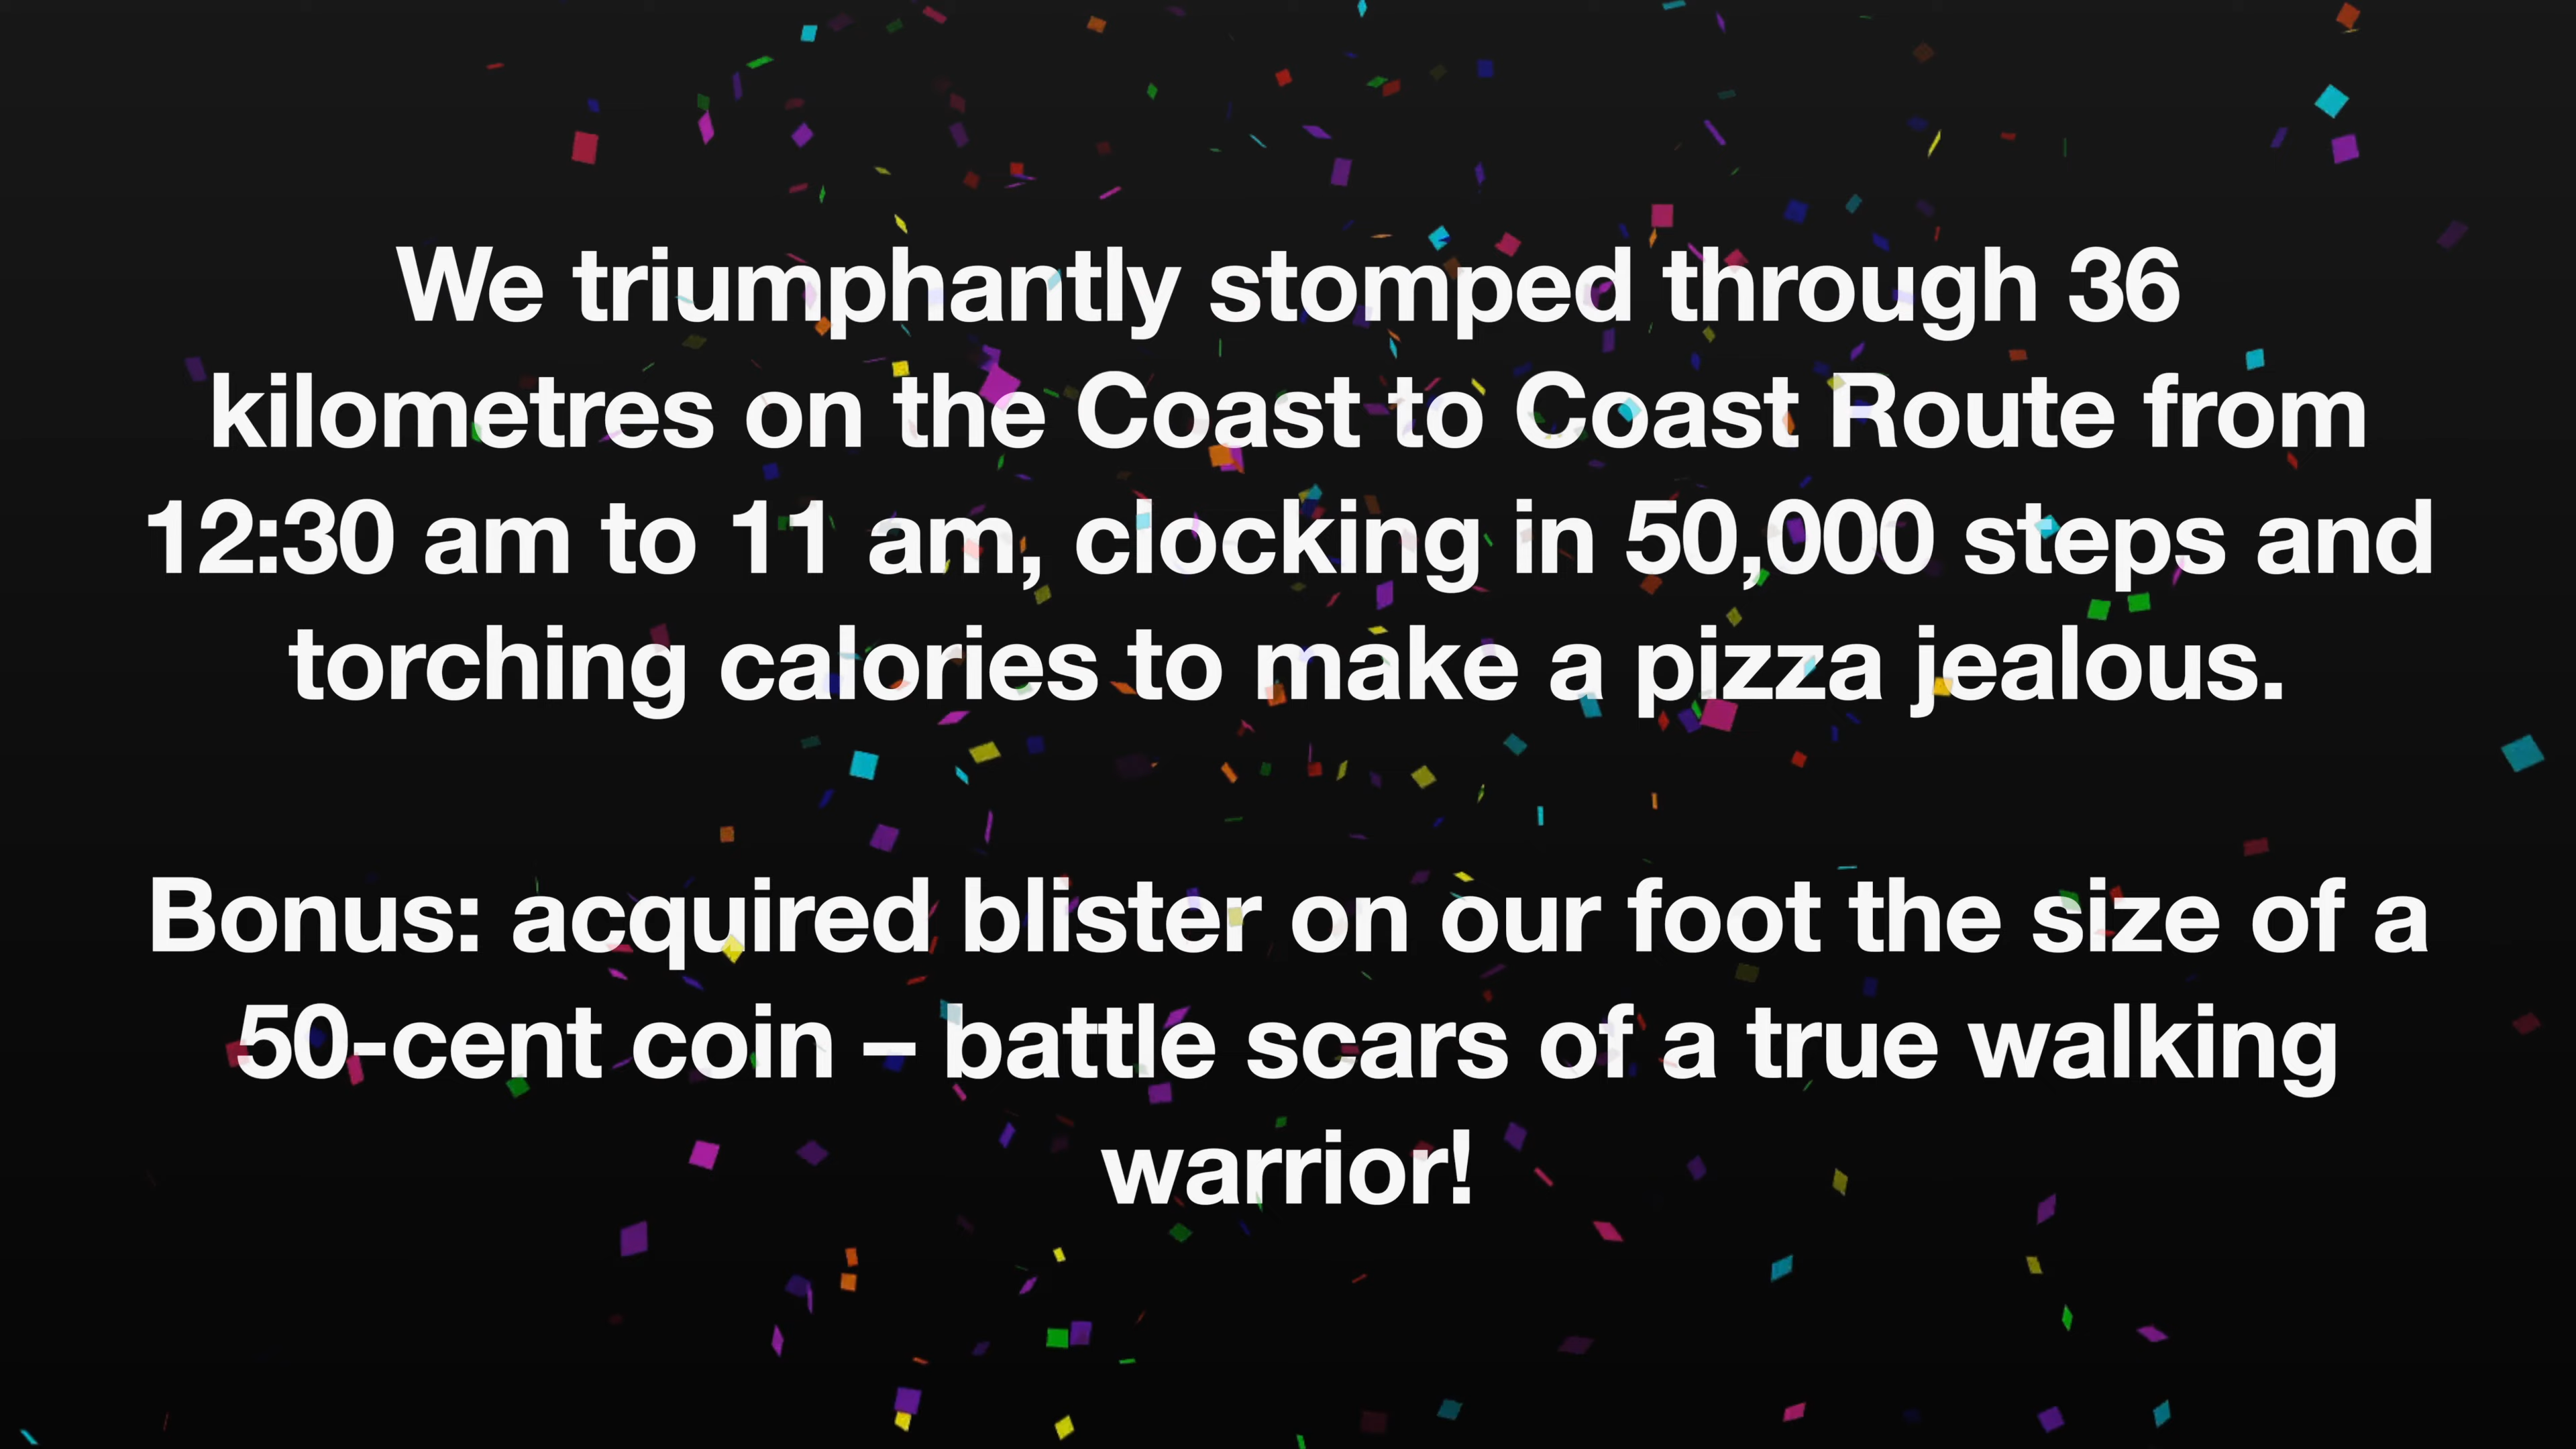 We triumphantly stomped through 36
kilometres on the Coast to Coast Route from
12:30 am to 11 am, clocking in 50,000 steps and
torching calories to make a pizza jealous.
Bonus: acquired blister on our foot the size of a
50-cent coin – battle scars of a true walking
warrior!